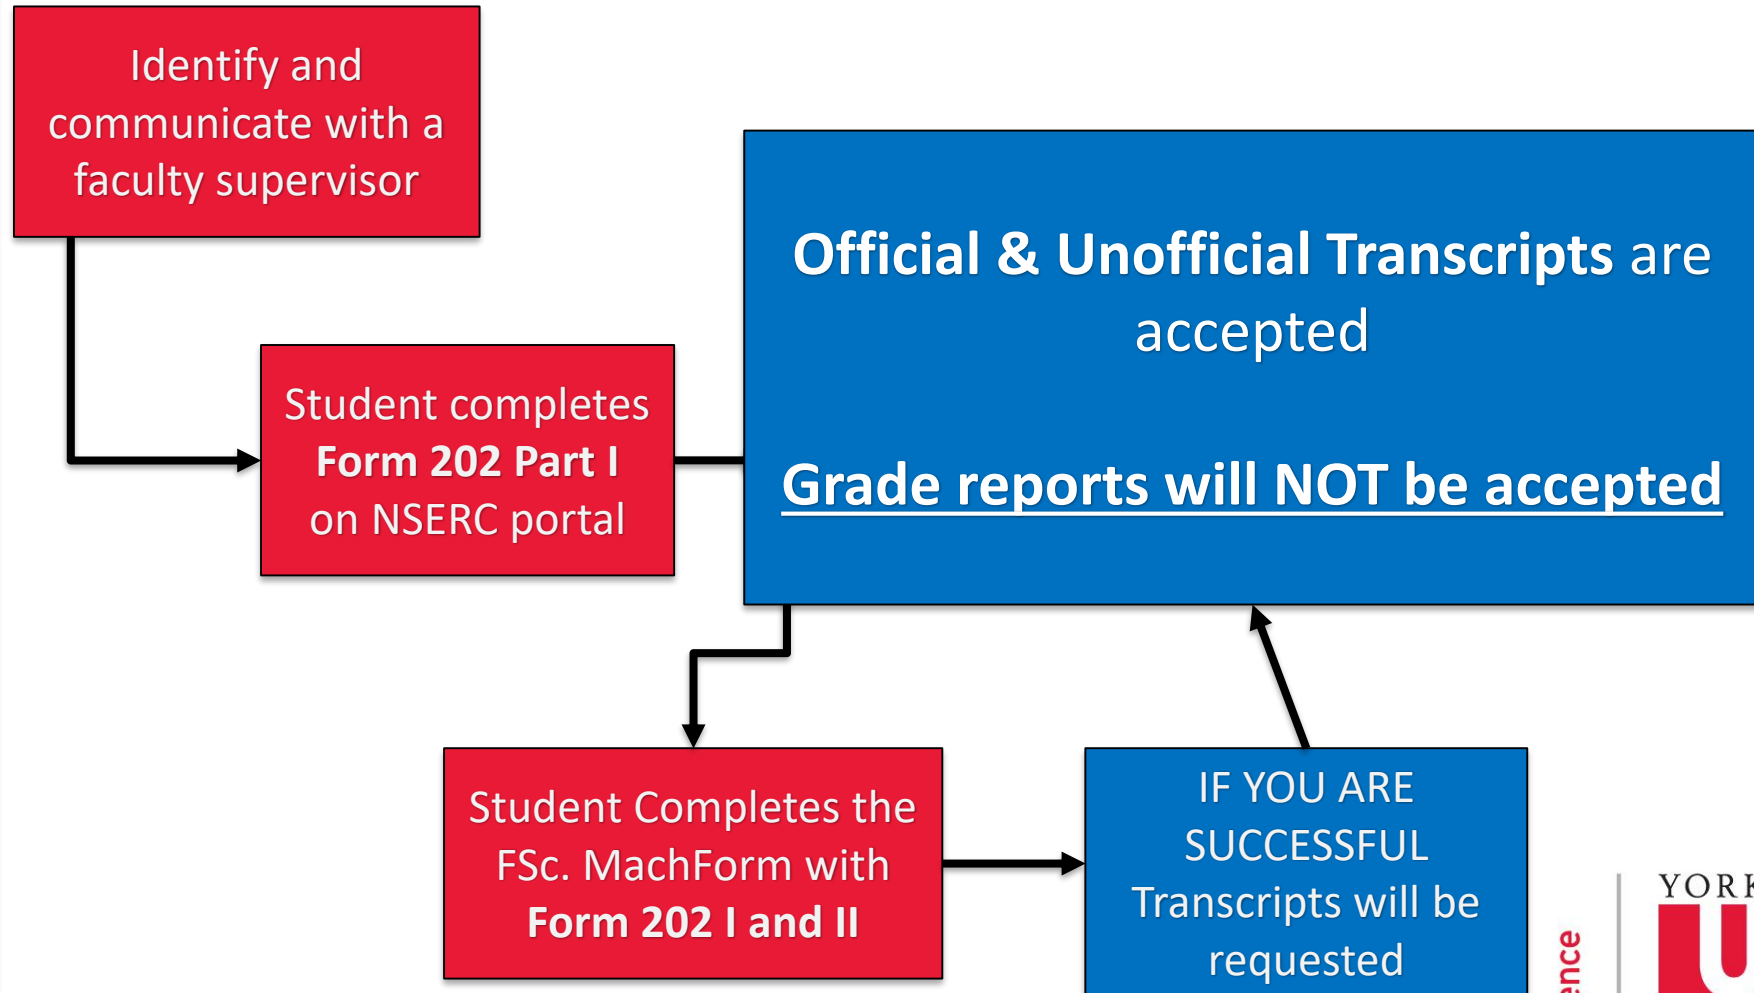 Identify and
communicate with a
faculty supervisor
Official & Unofficial Transcripts are
accepted
Grade reports will NOT be accepted
Student completes
Form 202 Part I
on NSERC portal
Student Completes the
FSc. MachForm with
Form 202 I and II
IF YOU ARE
SUCCESSFUL
Transcripts will be
requested
YORK
U